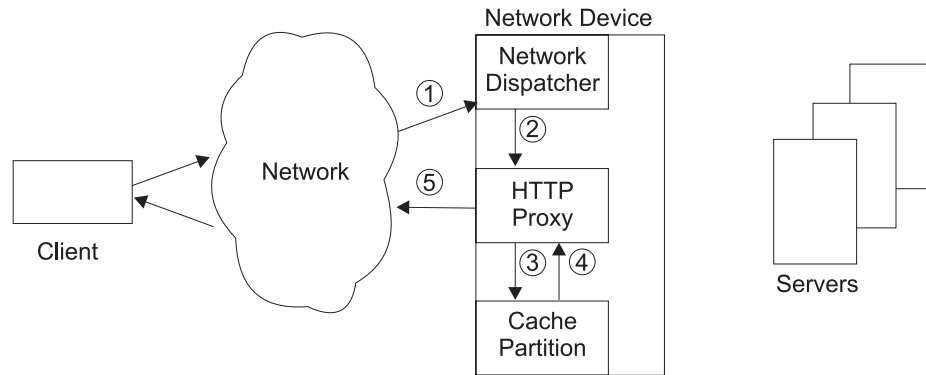 Network Device
Network
Dispatcher
①
②
Network
⑤
HTTP
Proxy
Client
③
④
Servers
Cache
Partition